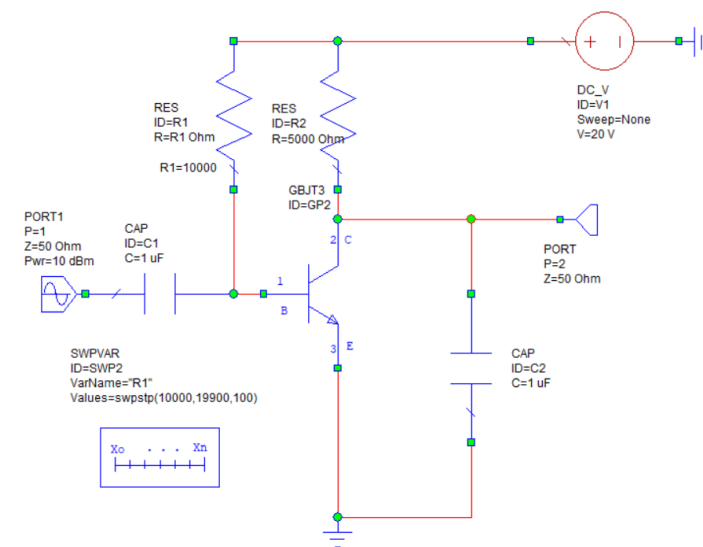 DC_V
ID=V1
Sweep=None
V=20 V
RES
ID=R1
R=R1 Ohm
R1=10000
RES
ID=R2
R=5000 Ohm
GBJT3
ID=GP2
PORT1
P=1
Z=50 Ohm
Pwr=10 dBm
CAP
ID=C1
C=1 uF
2 C
1
B
3 E
PORT
P=2
Z=50 Ohm
SWPVAR
ID=SWP2
VarName="R1"
Values=swpstp(10000,19900,100)
CAP
ID=C2
C=1 uF
Xo . . . Xn